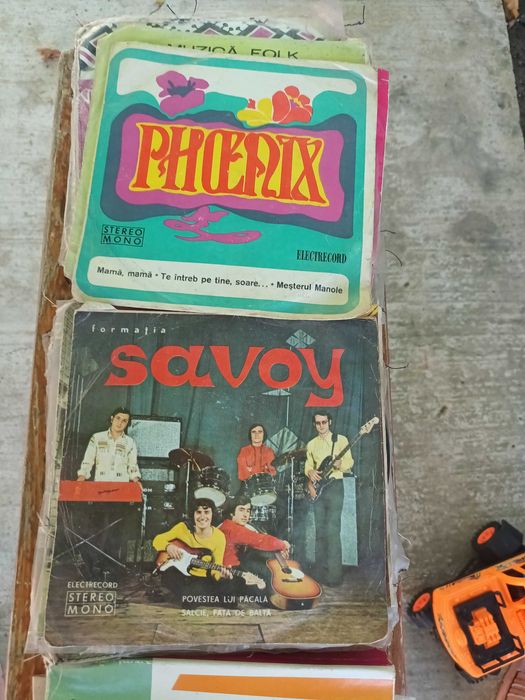 MUZICĂ FOLK
PHŒNIX
STEREO
MONO
ELECTRECORD
Mamă, mamă • Te întreb pe tine, soare... • Meșterul Manole
formația
savoy
ELECTRECORD
STEREO
MONO
POVESTEA LUI PĂCALĂ
SALCIE, FATĂ DE BALTĂ